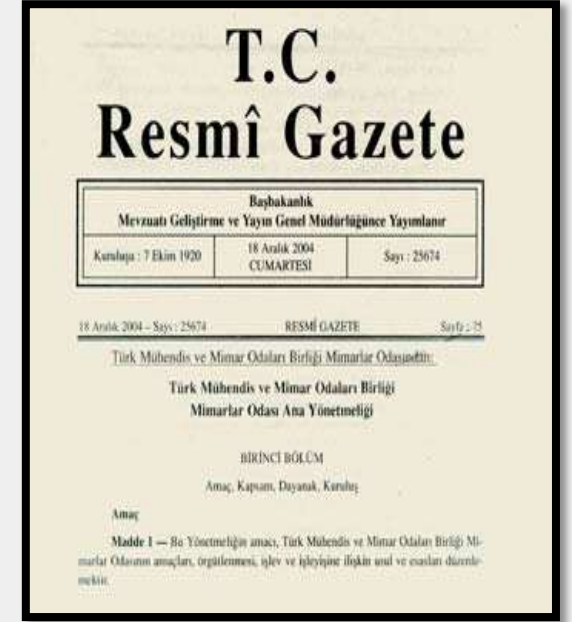 T.C.
Resmî Gazete
Başbakanlık
Mevzuatı Geliştirme ve Yayın Genel Müdürlüğünce Yayımlanır
Kuruluşu : 7 Ekim 1920
18 Aralık 2004
CUMARTESİ
Sayı : 25674
18 Aralık 2004 – Sayı : 25674 RESMÎ GAZETE Sayfa :
Türk Mühendis ve Mimar Odaları Birliği Mimarlar Odasından:
Türk Mühendis ve Mimar Odaları Birliği
Mimarlar Odası Ana Yönetmeliği
BİRİNCİ BÖLÜM
Amaç, Kapsam, Dayanak, Kuruluş
Amaç
Madde 1 — Bu Yönetmeliğin amacı, Türk Mühendis ve Mimar Odaları Birliği Mi-
marlar Odasının amaçları, örgütlenmesi, işlev ve işleyişine ilişkin usul ve esasları düzenle-
mektir.